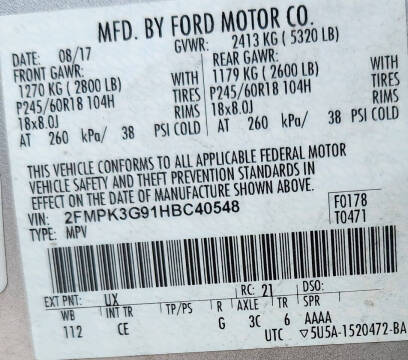 MFD. BY FORD MOTOR CO.
DATE: 08/17 GVWR: 2413 KG (5320 LB)
FRONT GAWR: REAR GAWR:
1270 KG (2800 LB) WITH 1179 KG (2600 LB) WITH
P245/60R18 104H TIRES P245/60R18 104H TIRES
18x8.0J RIMS 18x8.0J RIMS
AT 260 kPa/ 38 PSI COLD AT 260 kPa/ 38 PSI COLD
THIS VEHICLE CONFORMS TO ALL APPLICABLE FEDERAL MOTOR
VEHICLE SAFETY AND THEFT PREVENTION STANDARDS IN
EFFECT ON THE DATE OF MANUFACTURE SHOWN ABOVE.
VIN: 2FMPK3G91HBC40548 F0178
TYPE: MPV T0471
EXT PNT: UX RC: 21 DSO:
WB INT TR TP/PS R AXLE TR SPR
112 CE G 3C 6 AAAA
UTC ▽5U5A-1520472-BA